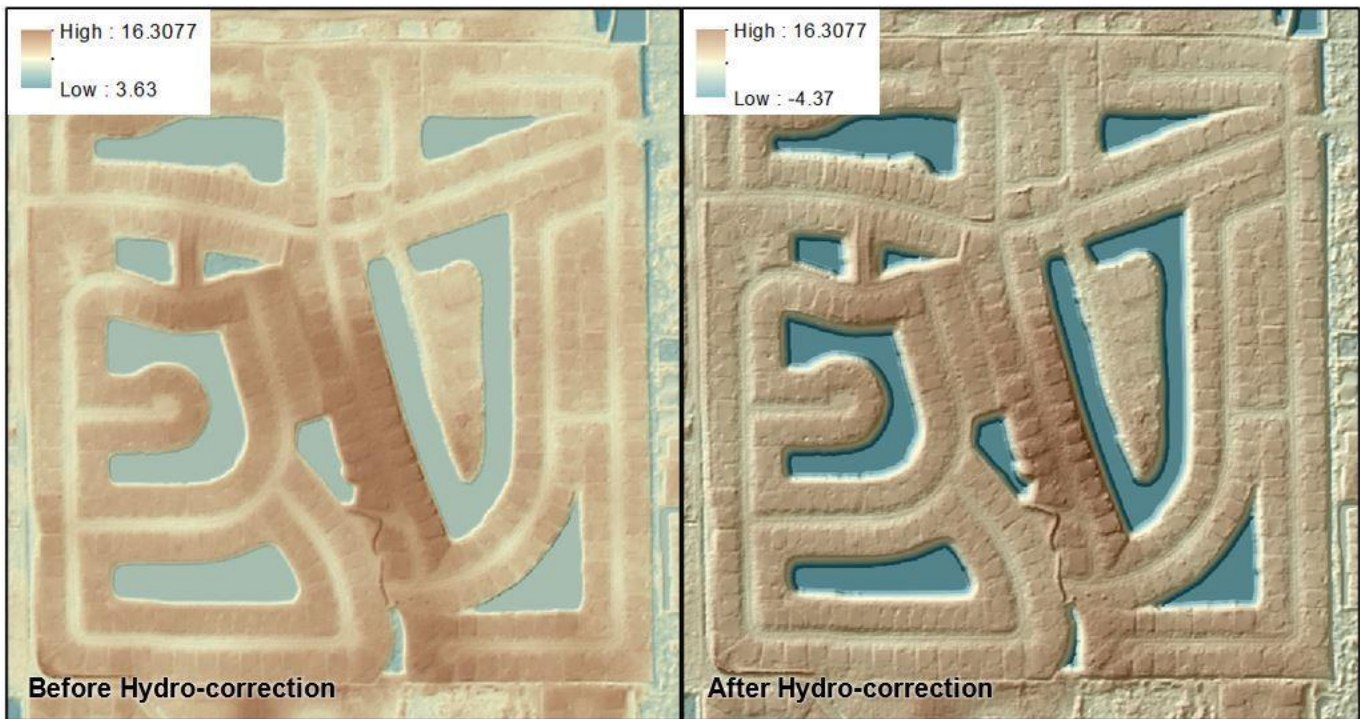 High : 16.3077
Low : 3.63
High : 16.3077
Low : -4.37
Before Hydro-correction
After Hydro-correction